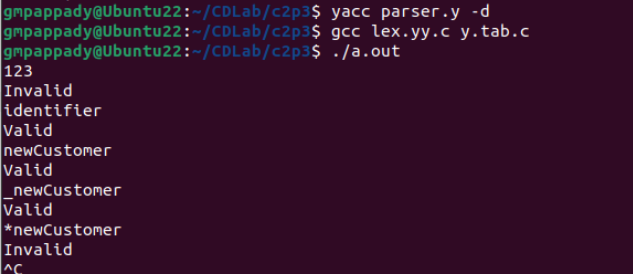 gmpappady@Ubuntu22:~/CDLab/c2p3$ yacc parser.y -d
gmpappady@Ubuntu22:~/CDLab/c2p3$ gcc lex.yy.c y.tab.c
gmpappady@Ubuntu22:~/CDLab/c2p3$ ./a.out
123
Invalid
identifier
Valid
newCustomer
Valid
_newCustomer
Valid
*newCustomer
Invalid
^C